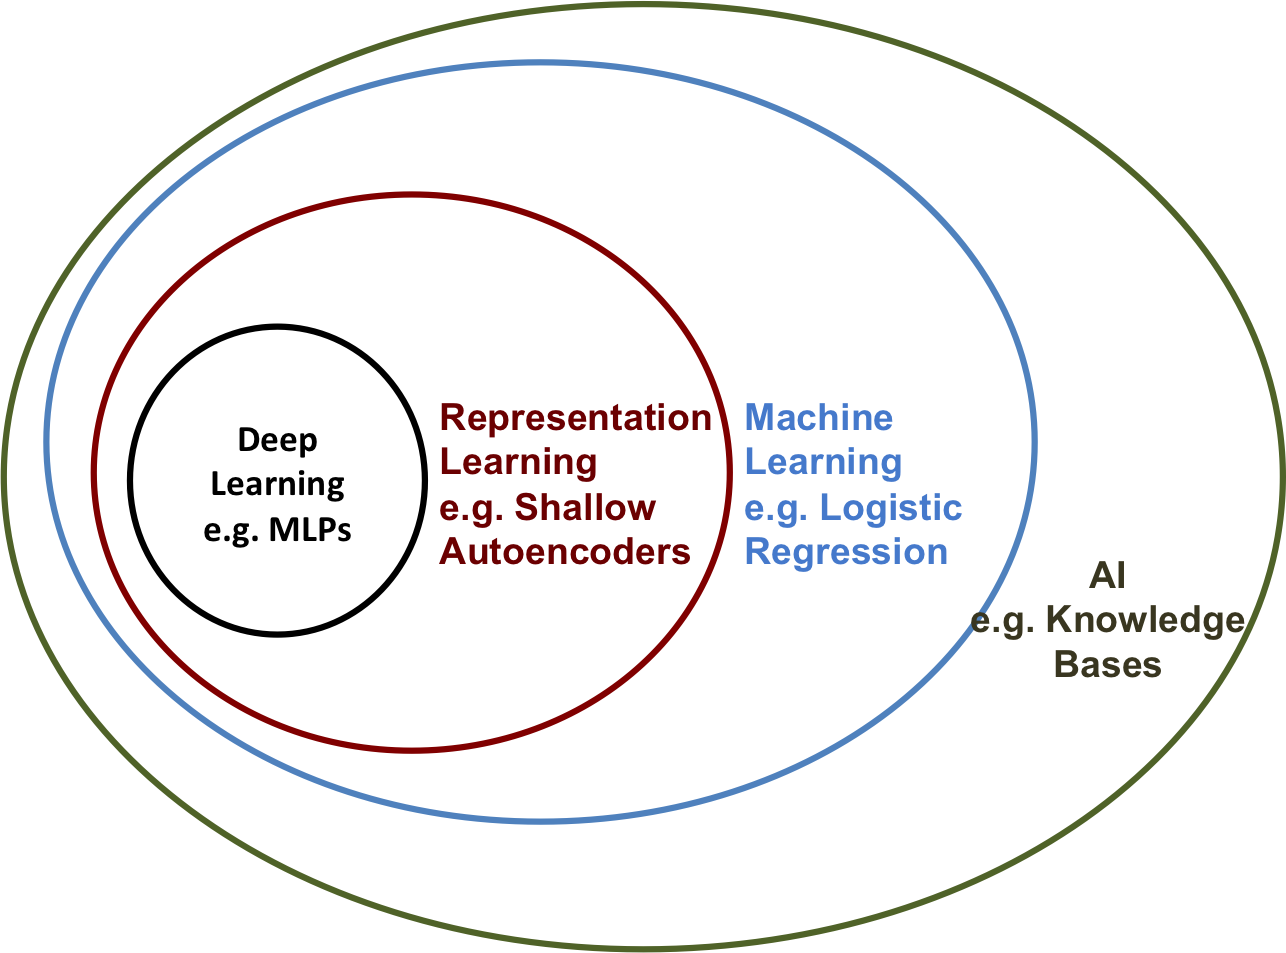 Deep
Learning
e.g. MLPs
Representation
Learning
e.g. Shallow
Autoencoders
Machine
Learning
e.g. Logistic
Regression
AI
e.g. Knowledge
Bases